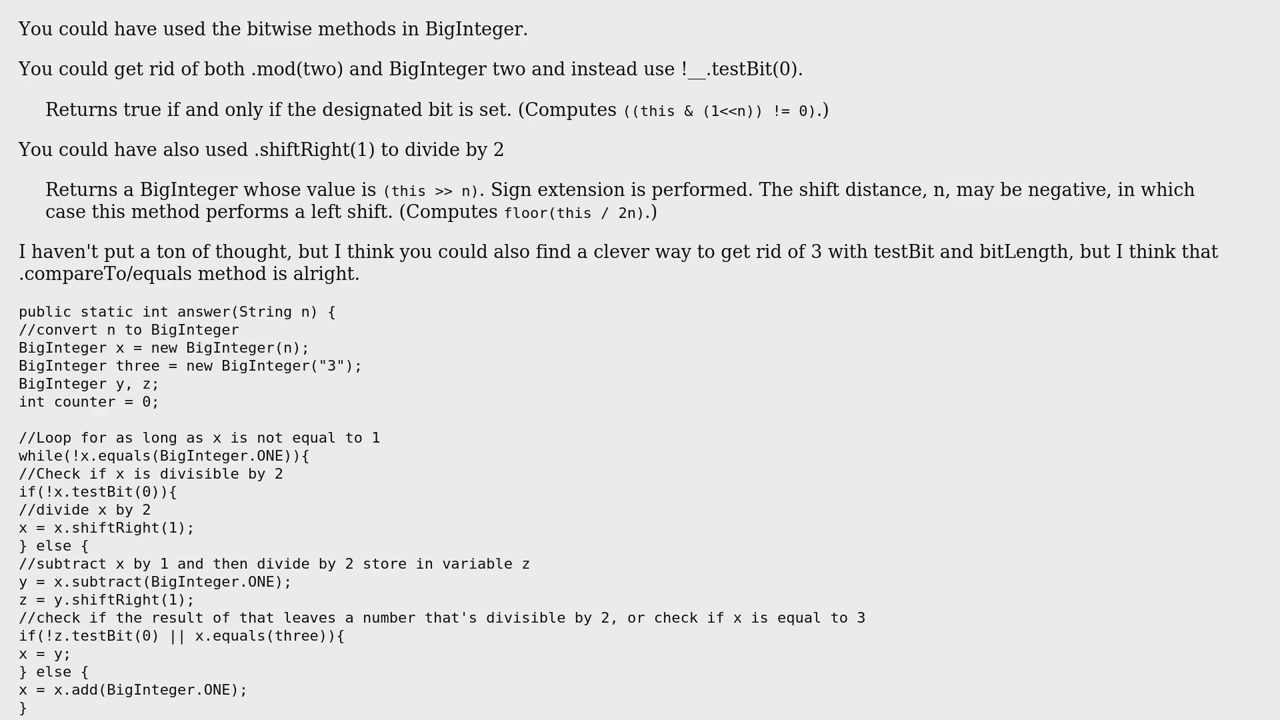 You could have used the bitwise methods in BigInteger.
You could get rid of both .mod(two) and BigInteger two and instead use !__.testBit(0).
Returns true if and only if the designated bit is set. (Computes ((this & (1<<n)) != 0).)
You could have also used .shiftRight(1) to divide by 2
Returns a BigInteger whose value is (this >> n). Sign extension is performed. The shift distance, n, may be negative, in which
case this method performs a left shift. (Computes floor(this / 2n).)
I haven't put a ton of thought, but I think you could also find a clever way to get rid of 3 with testBit and bitLength, but I think that
.compareTo/equals method is alright.
public static int answer(String n) {
//convert n to BigInteger
BigInteger x = new BigInteger(n);
BigInteger three = new BigInteger("3");
BigInteger y, z;
int counter = 0;
//Loop for as long as x is not equal to 1
while(!x.equals(BigInteger.ONE)){
//Check if x is divisible by 2
if(!x.testBit(0)){
//divide x by 2
x = x.shiftRight(1);
} else {
//subtract x by 1 and then divide by 2 store in variable z
y = x.subtract(BigInteger.ONE);
z = y.shiftRight(1);
//check if the result of that leaves a number that's divisible by 2, or check if x is equal to 3
if(!z.testBit(0) || x.equals(three)){
x = y;
} else {
x = x.add(BigInteger.ONE);
}